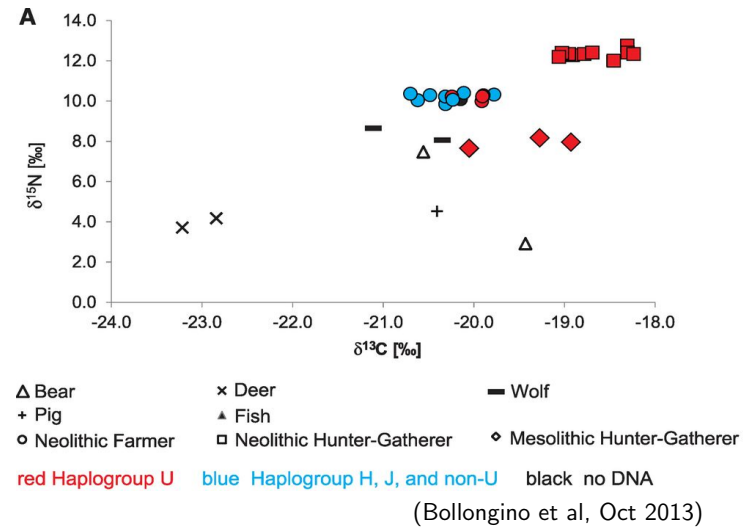 A
14.0
12.0
10.0
8.0
6.0
4.0
2.0
0.0
δ15N [‰]
-24.0 -23.0 -22.0 -21.0 -20.0 -19.0 -18.0
δ13C [‰]
Bear Deer Wolf
Pig Fish
Neolithic Farmer Neolithic Hunter-Gatherer Mesolithic Hunter-Gatherer
red Haplogroup U blue Haplogroup H, J, and non-U black no DNA
(Bollongino et al, Oct 2013)